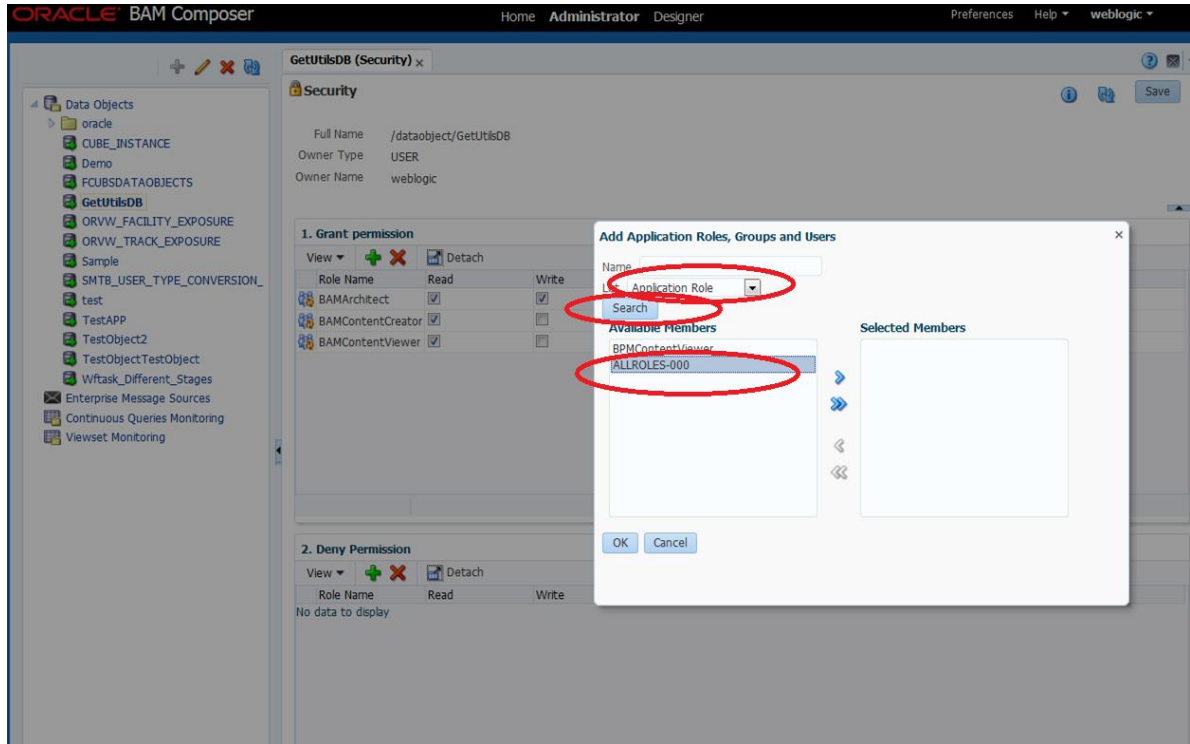 ORACLE BAM Composer Home Administrator Designer Preferences Help weblogic
GetUtilsDB (Security) x
Security
Save
Full Name /dataobject/GetUtilsDB
Owner Type USER
Owner Name weblogic
Data Objects
oracle
CUBE_INSTANCE
Demo
FCUBSDATAOBJECTS
GetUtilsDB
ORVW_FACILITY_EXPOSURE
ORVW_TRACK_EXPOSURE
Sample
SMTB_USER_TYPE_CONVERSION_
test
TestAPP
TestObject2
TestObjectTestObject
Wftask_Different_Stages
Enterprise Message Sources
Continuous Queries Monitoring
Viewset Monitoring
1. Grant permission
View Detach
Role Name Read Write
BAMArchitect
BAMContentCreator
BAMContentViewer
2. Deny Permission
View Detach
Role Name Read Write
No data to display
Add Application Roles, Groups and Users
Name
Application Role
Search
Available Members Selected Members
BPMContentViewer
ALLROLES-000
OK Cancel